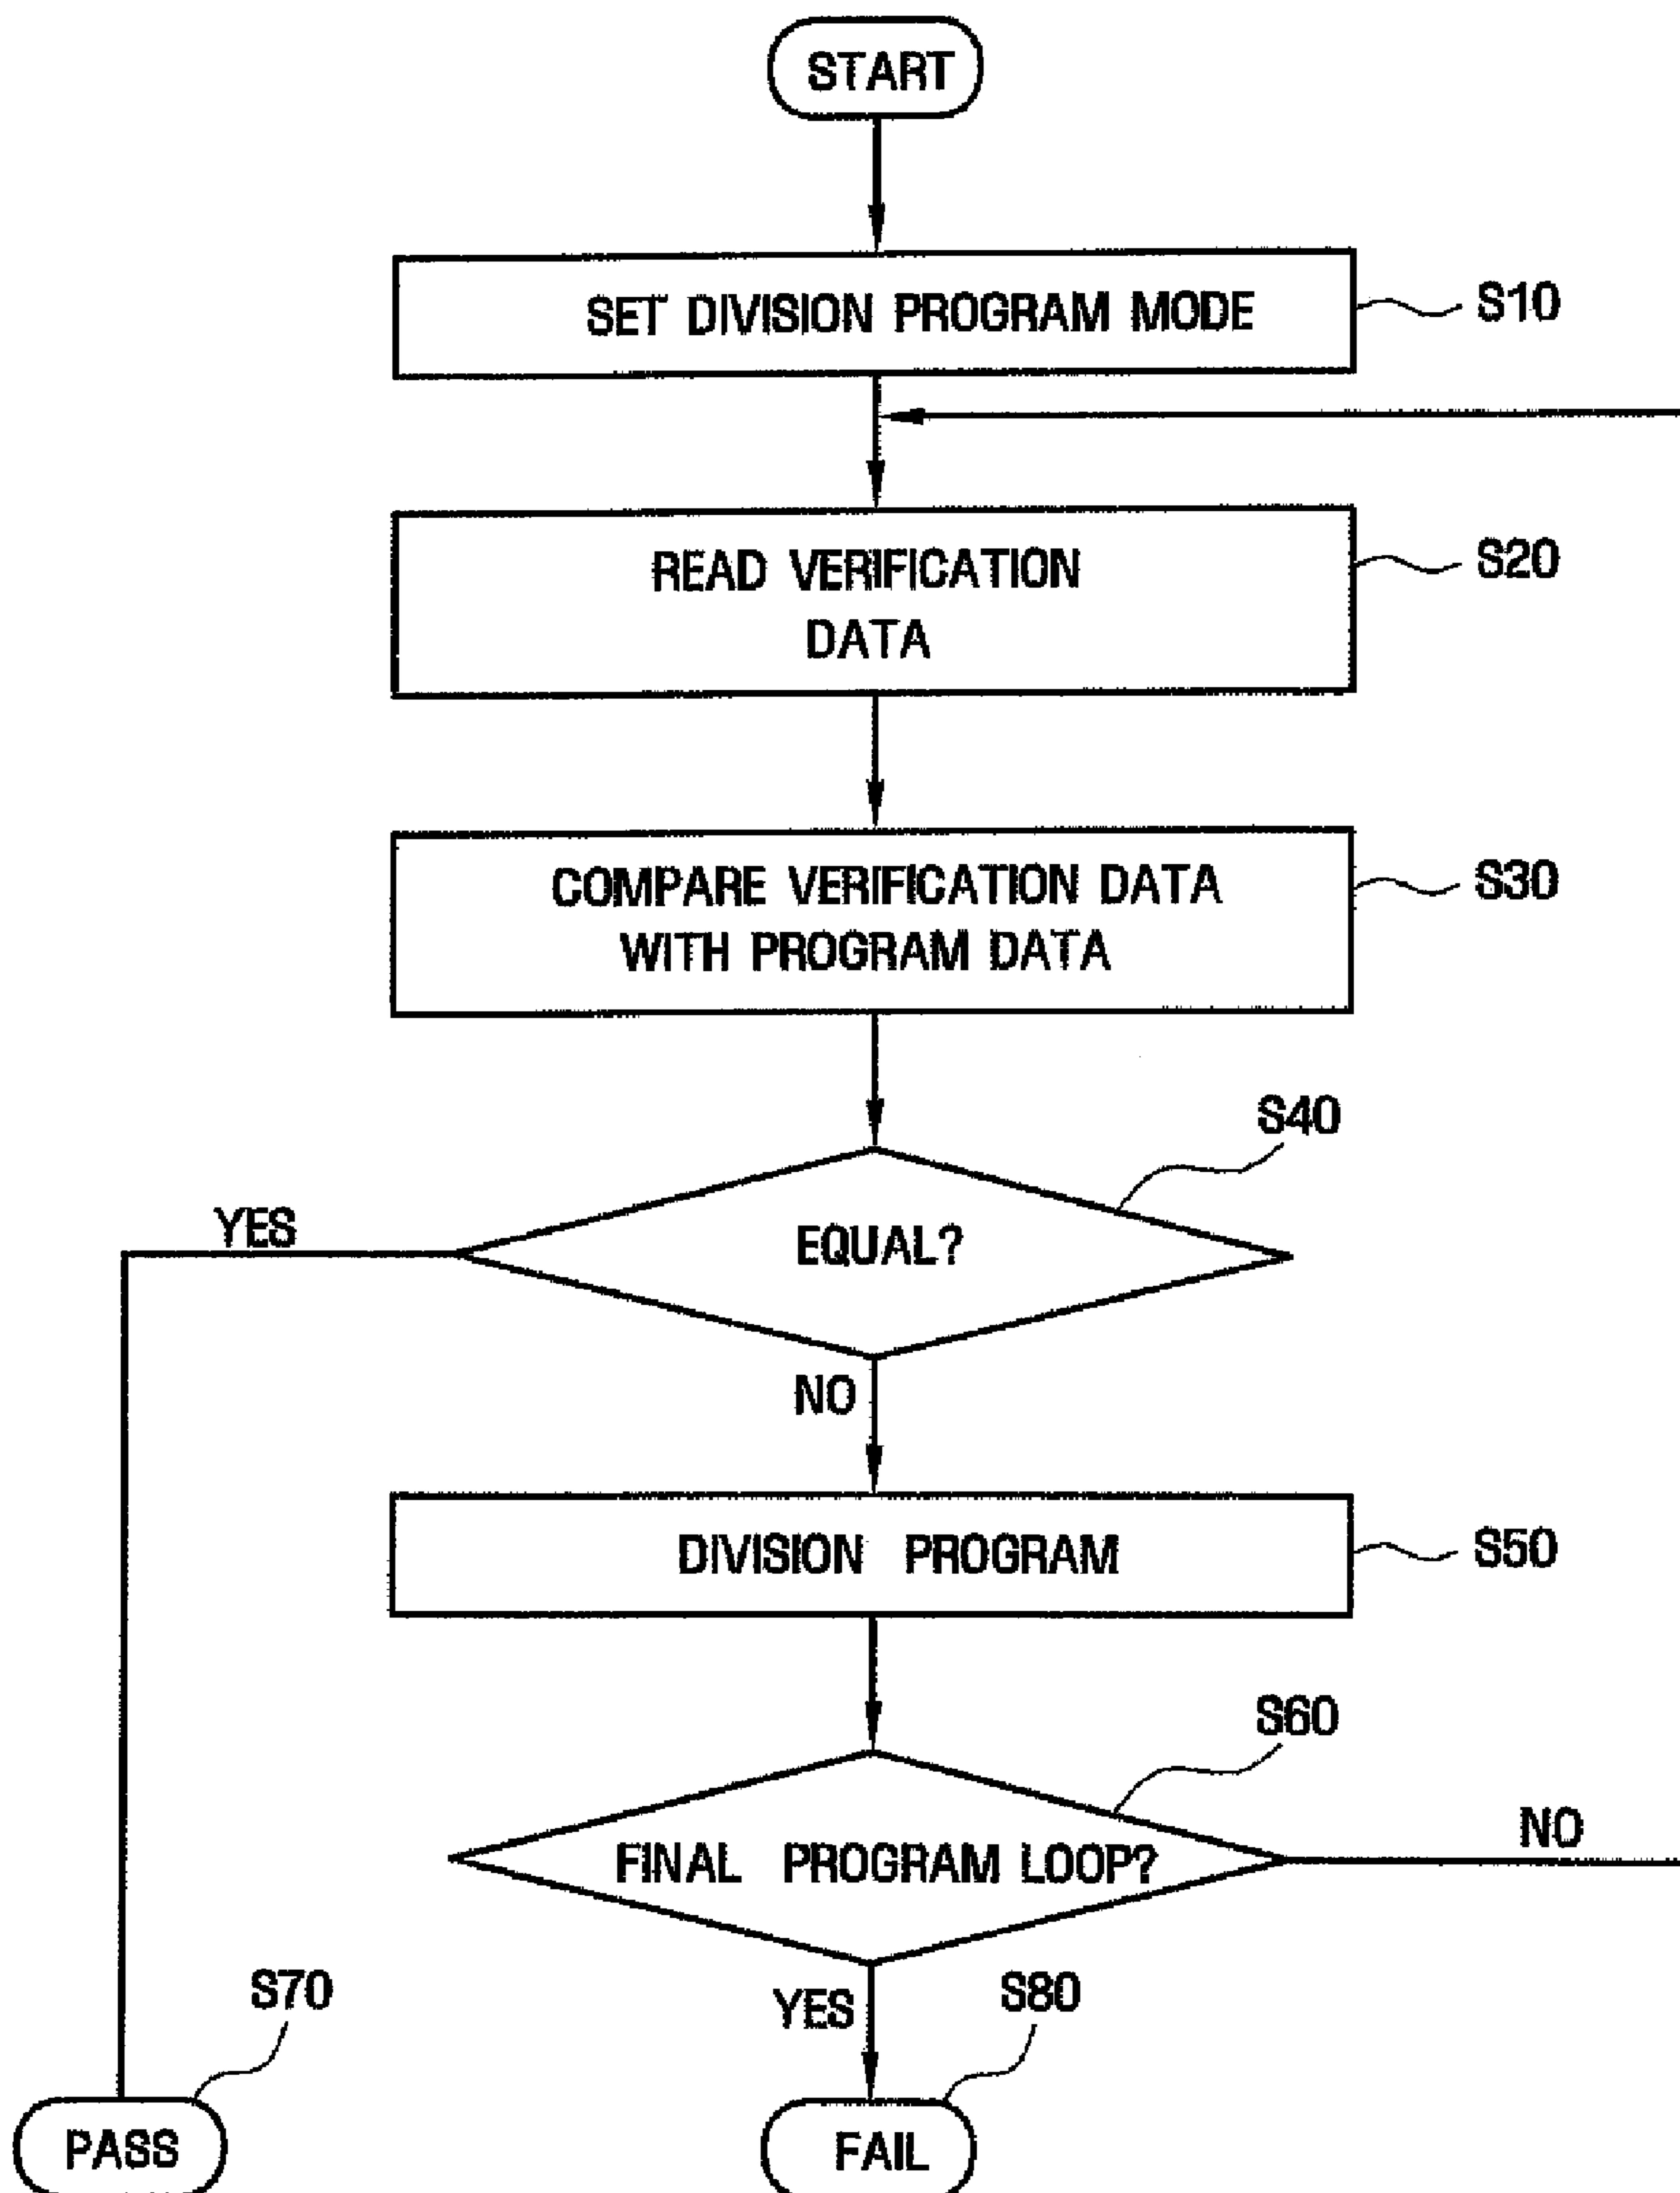 START
SET DIVISION PROGRAM MODE
S10
READ VERIFICATION
DATA
S20
COMPARE VERIFICATION DATA
WITH PROGRAM DATA
S30
S40
YES
EQUAL?
NO
DIVISION PROGRAM
S50
S60
FINAL PROGRAM LOOP?
NO
S70
YES
S80
PASS
FAIL